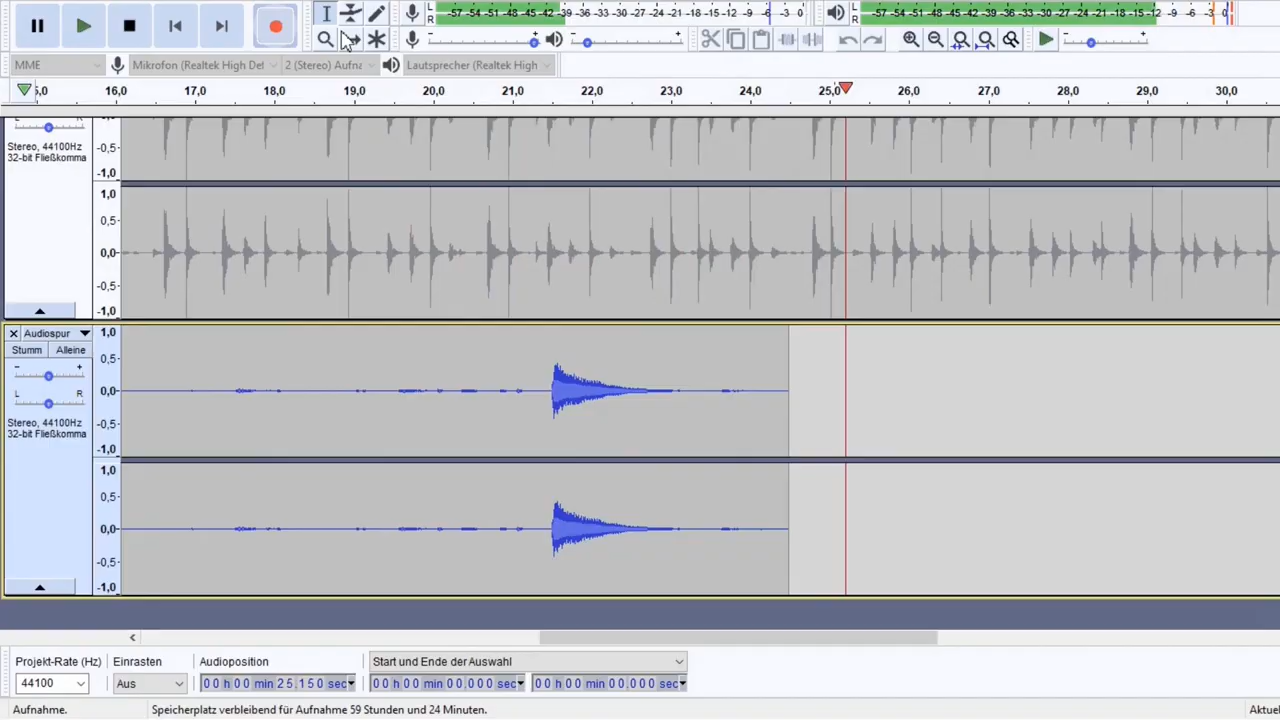 L
R
-57 -54 -51 -48 -45 -42 -39 -36 -33 -30 -27 -24 -21 -18 -15 -12 -9 -6 -3 0
L
R
-57 -54 -51 -48 -45 -42 -39 -36 -33 -30 -27 -24 -21 -18 -15 -12 -9 -6 -3 0
- + - + - +
MME Mikrofon (Realtek High Def 2 (Stereo) Aufna Lautsprecher (Realtek High
5,0 16,0 17,0 18,0 19,0 20,0 21,0 22,0 23,0 24,0 25,0 26,0 27,0 28,0 29,0 30,0
L R
Stereo, 44100Hz
32-bit Fließkomma
-0,5
-1,0
1,0
0,5
0,0
-0,5
-1,0
Audiospur
Stumm Alleine
- +
L R
Stereo, 44100Hz
32-bit Fließkomma
1,0
0,5
0,0
-0,5
-1,0
1,0
0,5
0,0
-0,5
-1,0
Projekt-Rate (Hz) Einrasten Audioposition Start und Ende der Auswahl
44100 Aus 00 h 00 min 25,150 sec 00 h 00 min 00,000 sec 00 h 00 min 00,000 sec
Aufnahme. Speicherplatz verbleibend für Aufnahme 59 Stunden und 24 Minuten. Aktue